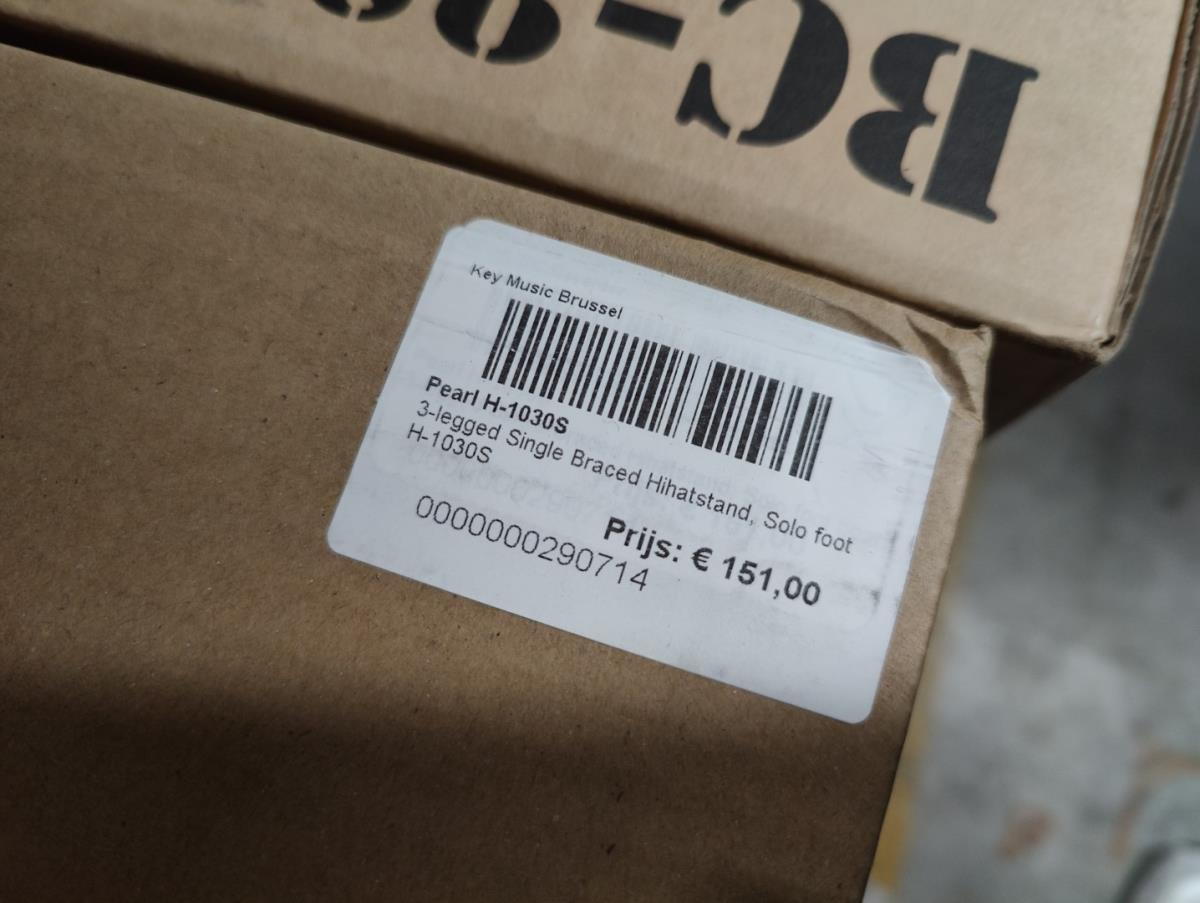 BC-
Key Music Brussel
Pearl H-1030S
3-legged Single Braced Hihatstand, Solo foot
H-1030S
Prijs: € 151,00
0000000290714